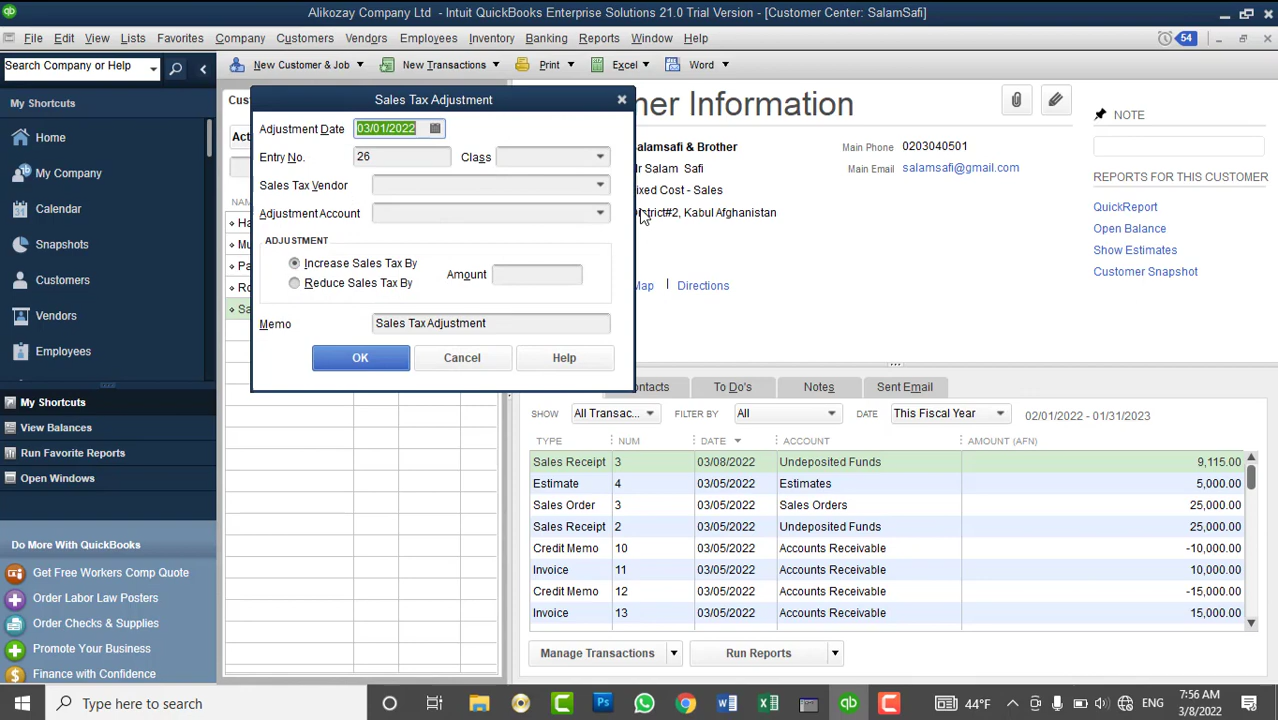 Alikozay Company Ltd - Intuit QuickBooks Enterprise Solutions 21.0 Trial Version - [Customer Center: SalamSafi]
File Edit View Lists Favorites Company Customers Vendors Employees Inventory Banking Reports Window Help 54
Search Company or Help
New Customer & Job New Transactions Print Excel Word
My Shortcuts
Home
My Company
Calendar
Snapshots
Customers
Vendors
Employees
My Shortcuts
View Balances
Run Favorite Reports
Open Windows
Do More With QuickBooks
Get Free Workers Comp Quote
Order Labor Law Posters
Order Checks & Supplies
Promote Your Business
Finance with Confidence
Cus
Act
NAM
Ha
Mu
Pa
Ro
Sa
Sales Tax Adjustment
Adjustment Date 03/01/2022
Entry No. 26 Class
Sales Tax Vendor
Adjustment Account
ADJUSTMENT
Increase Sales Tax By
Reduce Sales Tax By
Amount
Memo Sales Tax Adjustment
OK Cancel Help
er Information
alamsafi & Brother
r Salam Safi
ixed Cost - Sales
trict#2, Kabul Afghanistan
Map Directions
Main Phone 0203040501
Main Email salamsafi@gmail.com
NOTE
REPORTS FOR THIS CUSTOMER
QuickReport
Open Balance
Show Estimates
Customer Snapshot
ontacts To Do's Notes Sent Email
SHOW All Transac... FILTER BY All DATE This Fiscal Year 02/01/2022 - 01/31/2023
TYPE NUM DATE ACCOUNT AMOUNT (AFN)
Sales Receipt 3 03/08/2022 Undeposited Funds 9,115.00
Estimate 4 03/05/2022 Estimates 5,000.00
Sales Order 3 03/05/2022 Sales Orders 25,000.00
Sales Receipt 2 03/05/2022 Undeposited Funds 25,000.00
Credit Memo 10 03/05/2022 Accounts Receivable -10,000.00
Invoice 11 03/05/2022 Accounts Receivable 10,000.00
Credit Memo 12 03/05/2022 Accounts Receivable -15,000.00
Invoice 13 03/05/2022 Accounts Receivable 15,000.00
Manage Transactions Run Reports
Type here to search
44°F ENG
7:56 AM
3/8/2022